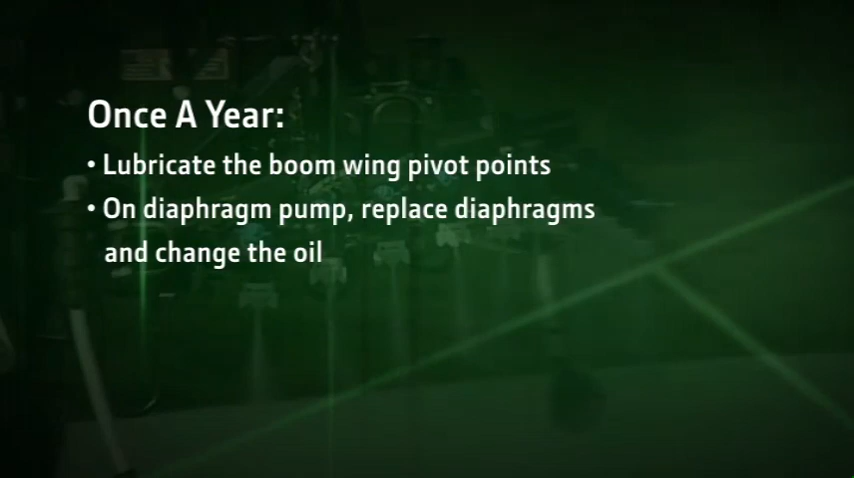 Once A Year:
• Lubricate the boom wing pivot points
• On diaphragm pump, replace diaphragms
and change the oil